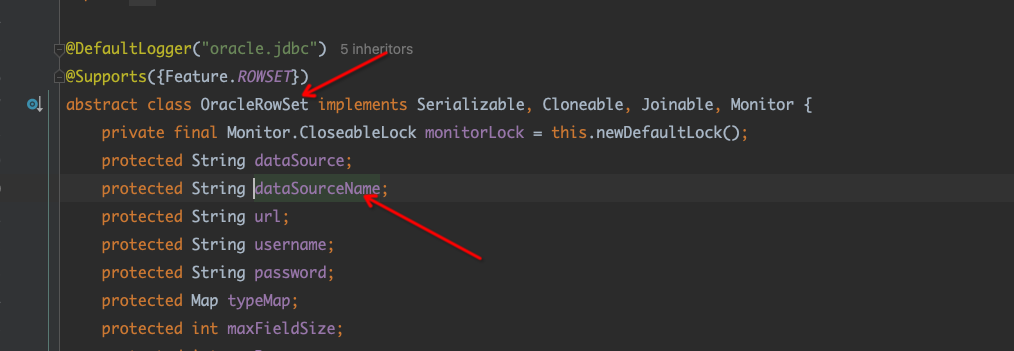 @DefaultLogger("oracle.jdbc") 5 inheritors
@Supports({Feature.ROWSET})
abstract class OracleRowSet implements Serializable, Cloneable, Joinable, Monitor {
private final Monitor.CloseableLock monitorLock = this.newDefaultLock();
protected String dataSource;
protected String dataSourceName;
protected String url;
protected String username;
protected String password;
protected Map typeMap;
protected int maxFieldSize;